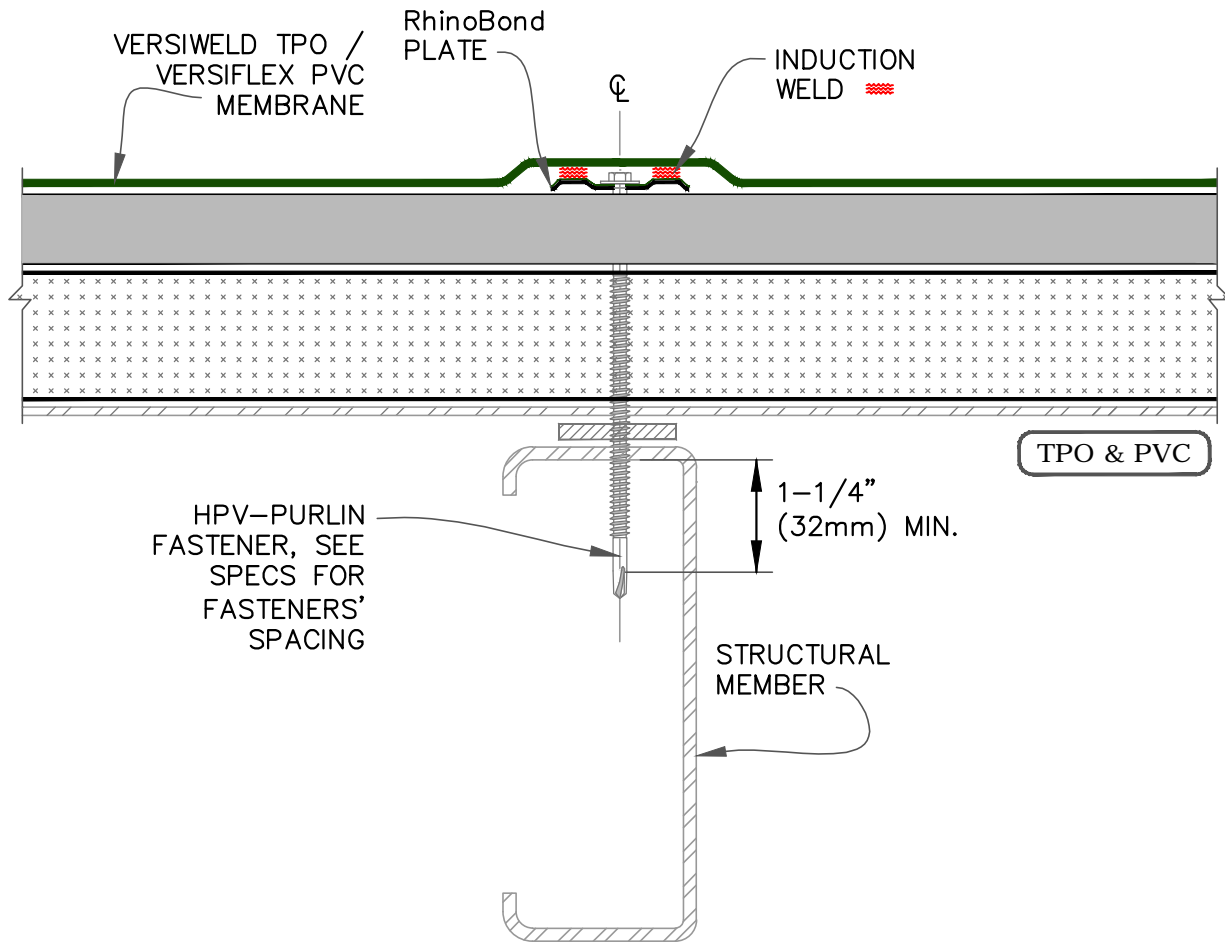 VERSIWELD TPO /
VERSIFLEX PVC
MEMBRANE
RhinoBond
PLATE
℄
INDUCTION
WELD
TPO & PVC
1-1/4"
(32mm) MIN.
HPV-PURLIN
FASTENER, SEE
SPECS FOR
FASTENERS'
SPACING
STRUCTURAL
MEMBER